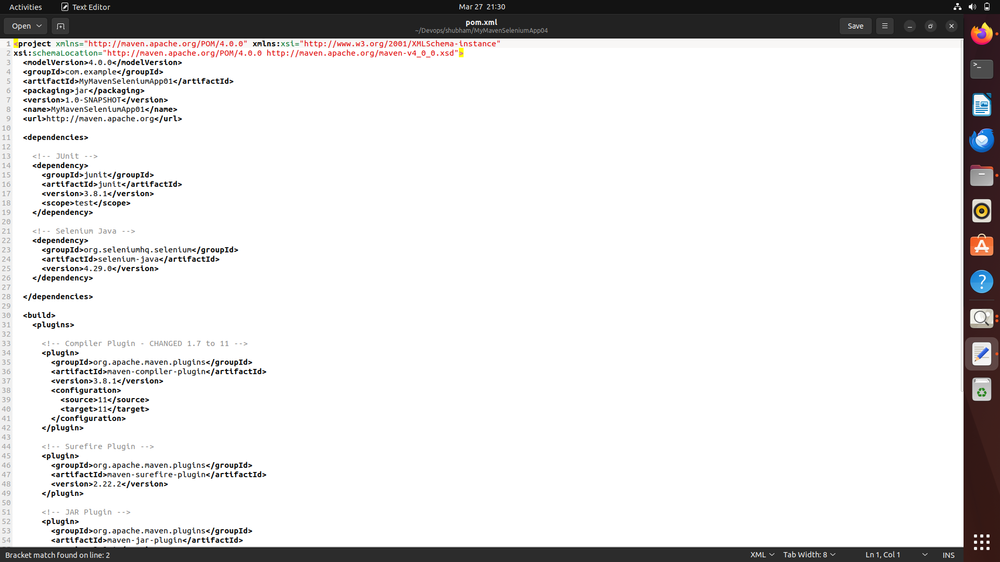 Activities
Text Editor
Mar 27 21:30
Open
pom.xml
~/Devops/shubham/MyMavenSeleniumApp04
Save
1 <project xmlns="http://maven.apache.org/POM/4.0.0" xmlns:xsi="http://www.w3.org/2001/XMLSchema-instance"
2 xsi:schemaLocation="http://maven.apache.org/POM/4.0.0 http://maven.apache.org/maven-v4_0_0.xsd">
3   <modelVersion>4.0.0</modelVersion>
4   <groupId>com.example</groupId>
5   <artifactId>MyMavenSeleniumApp01</artifactId>
6   <packaging>jar</packaging>
7   <version>1.0-SNAPSHOT</version>
8   <name>MyMavenSeleniumApp01</name>
9   <url>http://maven.apache.org</url>
10
11   <dependencies>
12
13     <!-- JUnit -->
14     <dependency>
15       <groupId>junit</groupId>
16       <artifactId>junit</artifactId>
17       <version>3.8.1</version>
18       <scope>test</scope>
19     </dependency>
20
21     <!-- Selenium Java -->
22     <dependency>
23       <groupId>org.seleniumhq.selenium</groupId>
24       <artifactId>selenium-java</artifactId>
25       <version>4.29.0</version>
26     </dependency>
27
28   </dependencies>
29
30   <build>
31     <plugins>
32
33       <!-- Compiler Plugin - CHANGED 1.7 to 11 -->
34       <plugin>
35         <groupId>org.apache.maven.plugins</groupId>
36         <artifactId>maven-compiler-plugin</artifactId>
37         <version>3.8.1</version>
38         <configuration>
39           <source>11</source>
40           <target>11</target>
41         </configuration>
42       </plugin>
43
44       <!-- Surefire Plugin -->
45       <plugin>
46         <groupId>org.apache.maven.plugins</groupId>
47         <artifactId>maven-surefire-plugin</artifactId>
48         <version>2.22.2</version>
49       </plugin>
50
51       <!-- JAR Plugin -->
52       <plugin>
53         <groupId>org.apache.maven.plugins</groupId>
54         <artifactId>maven-jar-plugin</artifactId>
Bracket match found on line: 2
XML
Tab Width: 8
Ln 1, Col 1
INS